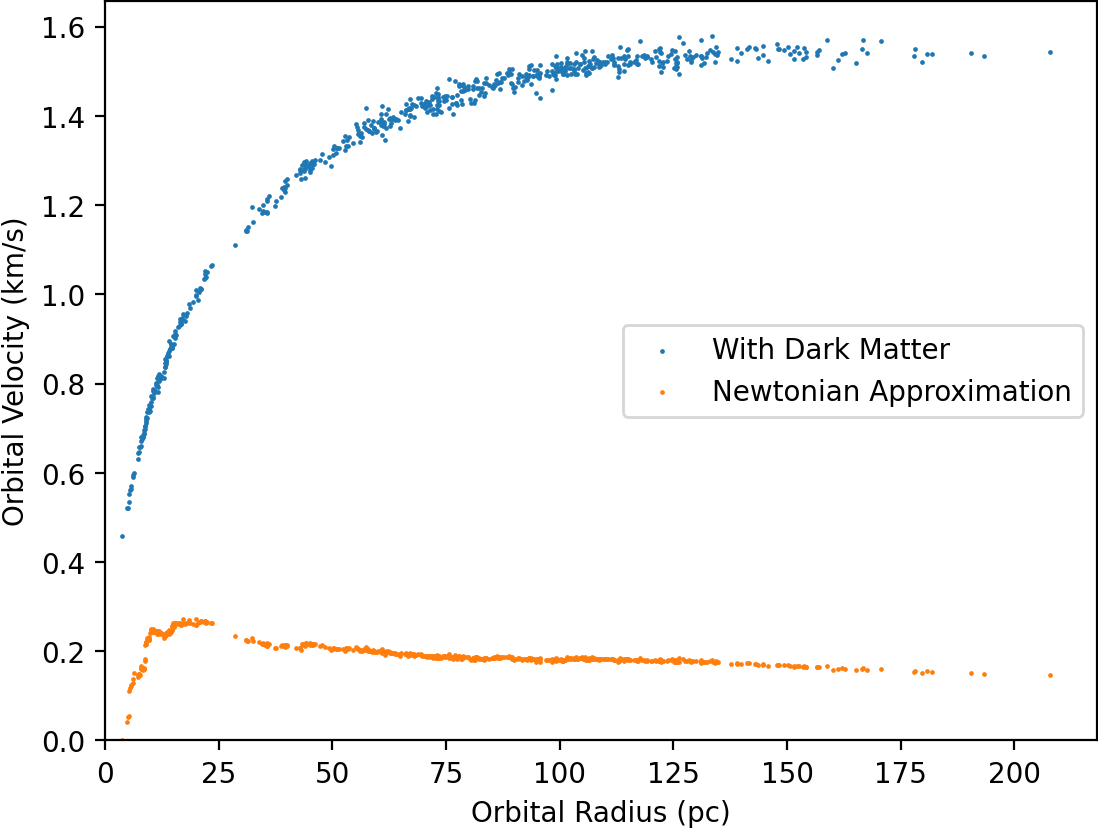 1.6
1.4
1.2
1.0
0.8
0.6
0.4
0.2
0.0
Orbital Velocity (km/s)
With Dark Matter
Newtonian Approximation
0 25 50 75 100 125 150 175 200
Orbital Radius (pc)